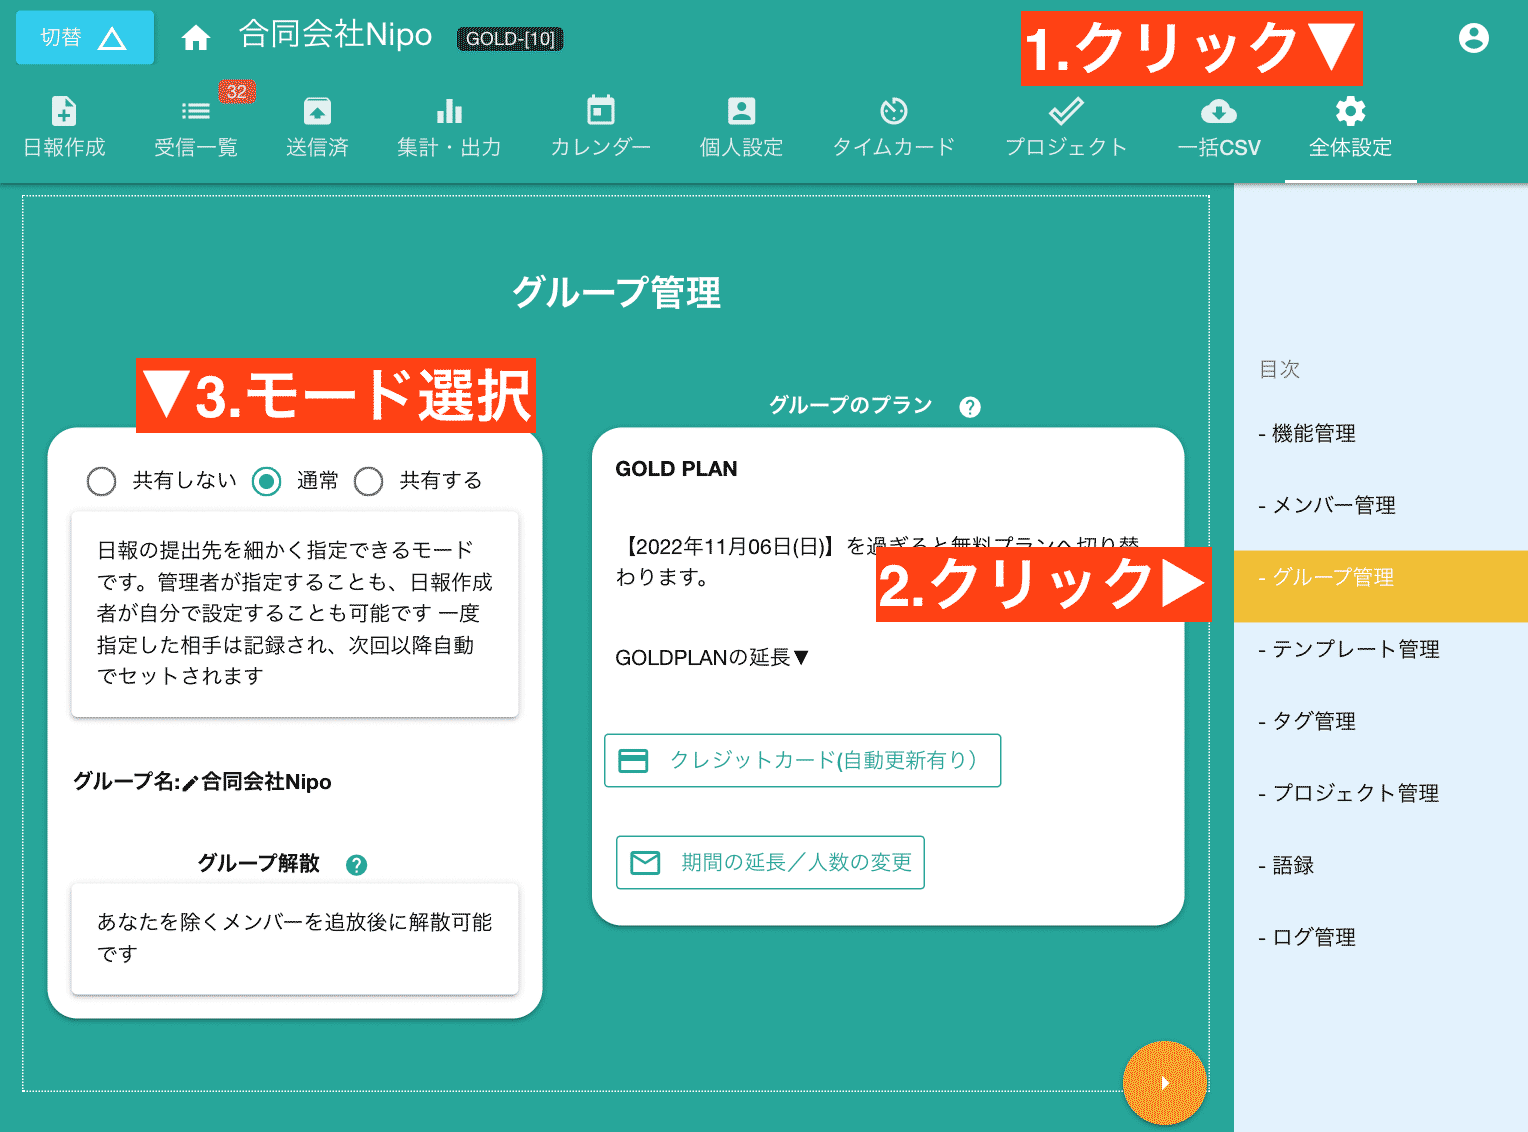 切替
合同会社Nipo
GOLD-[10]
1.クリック▼
日報作成
32
受信一覧
送信済
集計・出力
カレンダー
個人設定
タイムカード
プロジェクト
一括CSV
全体設定
グループ管理
▼3.モード選択
共有しない
通常
共有する
日報の提出先を細かく指定できるモード
です。管理者が指定することも、日報作成
者が自分で設定することも可能です 一度
指定した相手は記録され、次回以降自動
でセットされます
グループ名:合同会社Nipo
グループ解散 ?
あなたを除くメンバーを追放後に解散可能
です
グループのプラン ?
GOLD PLAN
【2022年11月06日(日)】を過ぎると無料プランへ切り替
わります。
2.クリック▶
GOLDPLANの延長▼
クレジットカード(自動更新有り）
期間の延長／人数の変更
目次
- 機能管理
- メンバー管理
- グループ管理
- テンプレート管理
- タグ管理
- プロジェクト管理
- 語録
- ログ管理